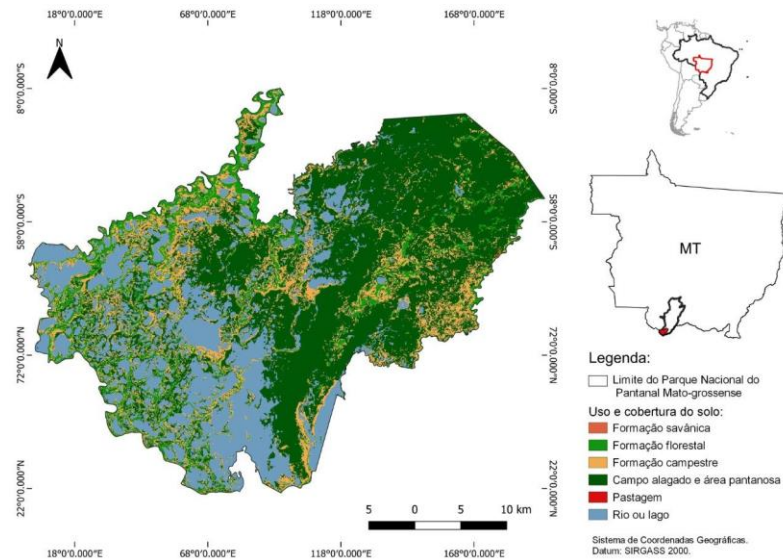 18°0'0.000"E 68°0'0.000"E 118°0'0.000"E 168°0'0.000"E
N
8°0'0.000"S
8°0'0.000"S
58°0'0.000"S
58°0'0.000"S
72°0'0.000"N
72°0'0.000"N
22°0'0.000"N
22°0'0.000"N
5 0 5 10 km
18°0'0.000"E 68°0'0.000"E 118°0'0.000"E 168°0'0.000"E
MT
Legenda:
Limite do Parque Nacional do
Pantanal Mato-grossense
Uso e cobertura do solo:
Formação savânica
Formação florestal
Formação campestre
Campo alagado e área pantanosa
Pastagem
Rio ou lago
Sistema de Coordenadas Geográficas.
Datum: SIRGASS 2000.